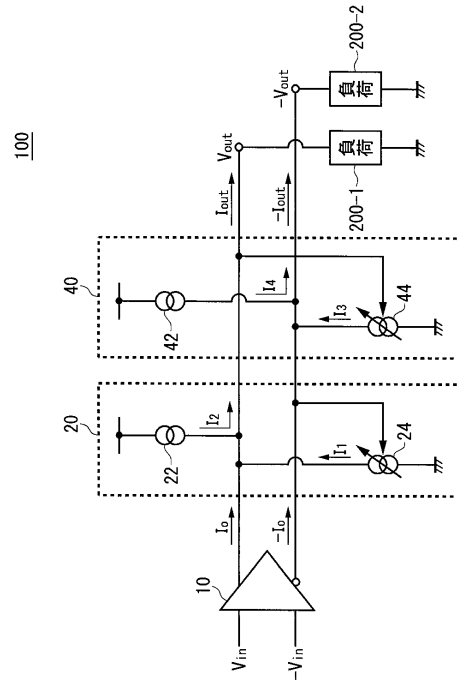 100
40
20
42
22
I4
I2
Iout
Vout
Io
10
Vin
-Vin
-Io
-Iout
-Vout
I3
I1
44
24
負荷
200-1
負荷
200-2